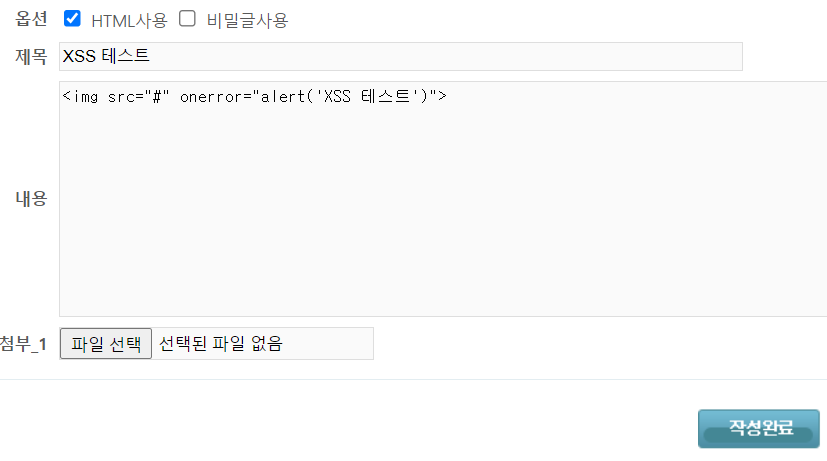 옵션 HTML사용 비밀글사용
제목 XSS 테스트
내용 <img src="#" onerror="alert('XSS 테스트')">
첨부_1 파일 선택 선택된 파일 없음
작성완료